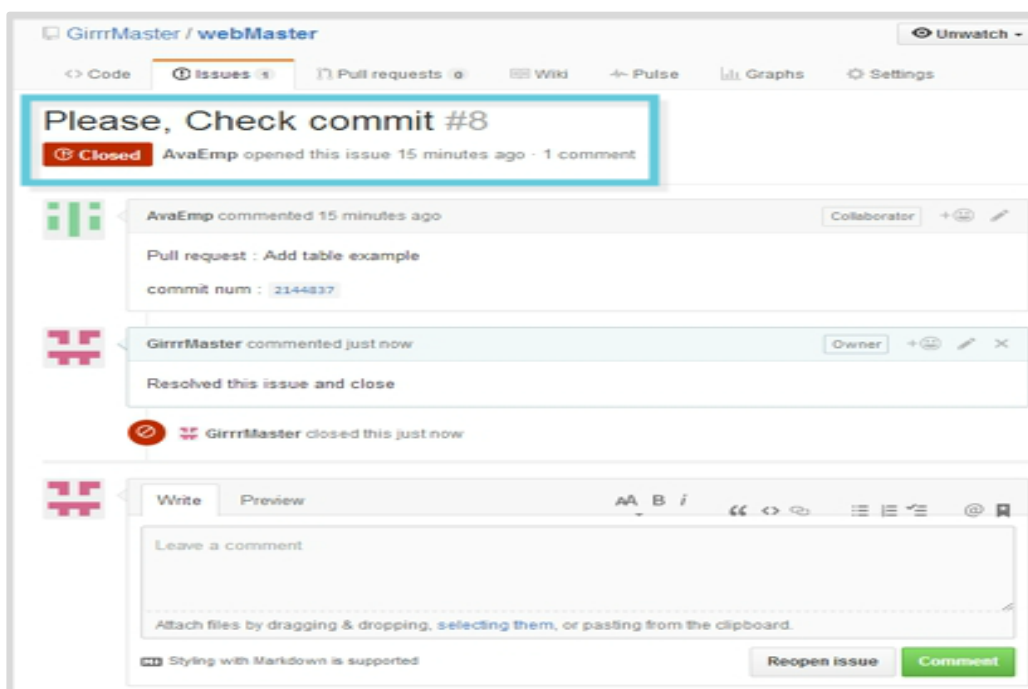 GirrrMaster / webMaster
Unwatch
Code Issues 1 Pull requests 0 Wiki Pulse Graphs Settings
Please, Check commit #8
Closed AvaEmp opened this issue 15 minutes ago · 1 comment
AvaEmp commented 15 minutes ago Collaborator
Pull request : Add table example
commit num : 2144837
GirrrMaster commented just now Owner
Resolved this issue and close
GirrrMaster closed this just now
Write Preview AA B i
Leave a comment
Attach files by dragging & dropping, selecting them, or pasting from the clipboard.
Styling with Markdown is supported
Reopen issue Comment